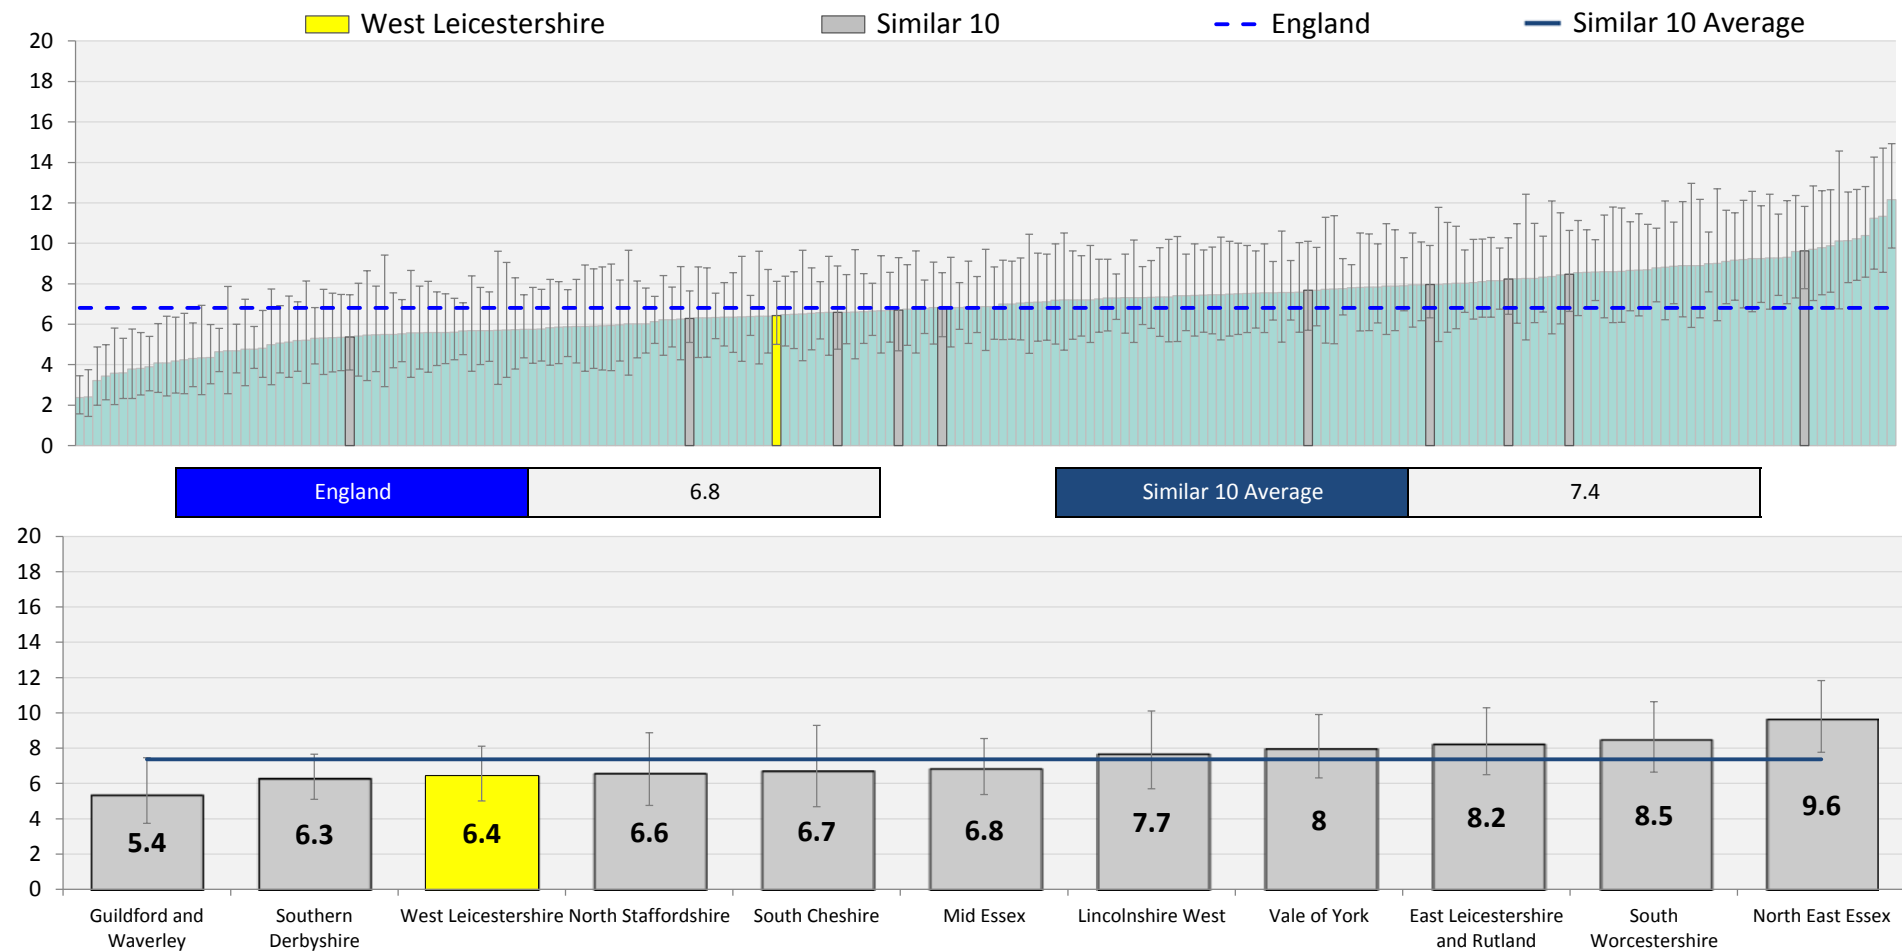 West Leicestershire Similar 10 England Similar 10 Average
20
18
16
14
12
10
8
6
4
2
0
England 6.8 Similar 10 Average 7.4
20
18
16
14
12
10
8
6
4
2
0
5.4 6.3 6.4 6.6 6.7 6.8 7.7 8 8.2 8.5 9.6
Guildford and
Waverley
Southern
Derbyshire
West Leicestershire
North Staffordshire
South Cheshire
Mid Essex
Lincolnshire West
Vale of York
East Leicestershire
and Rutland
South
Worcestershire
North East Essex